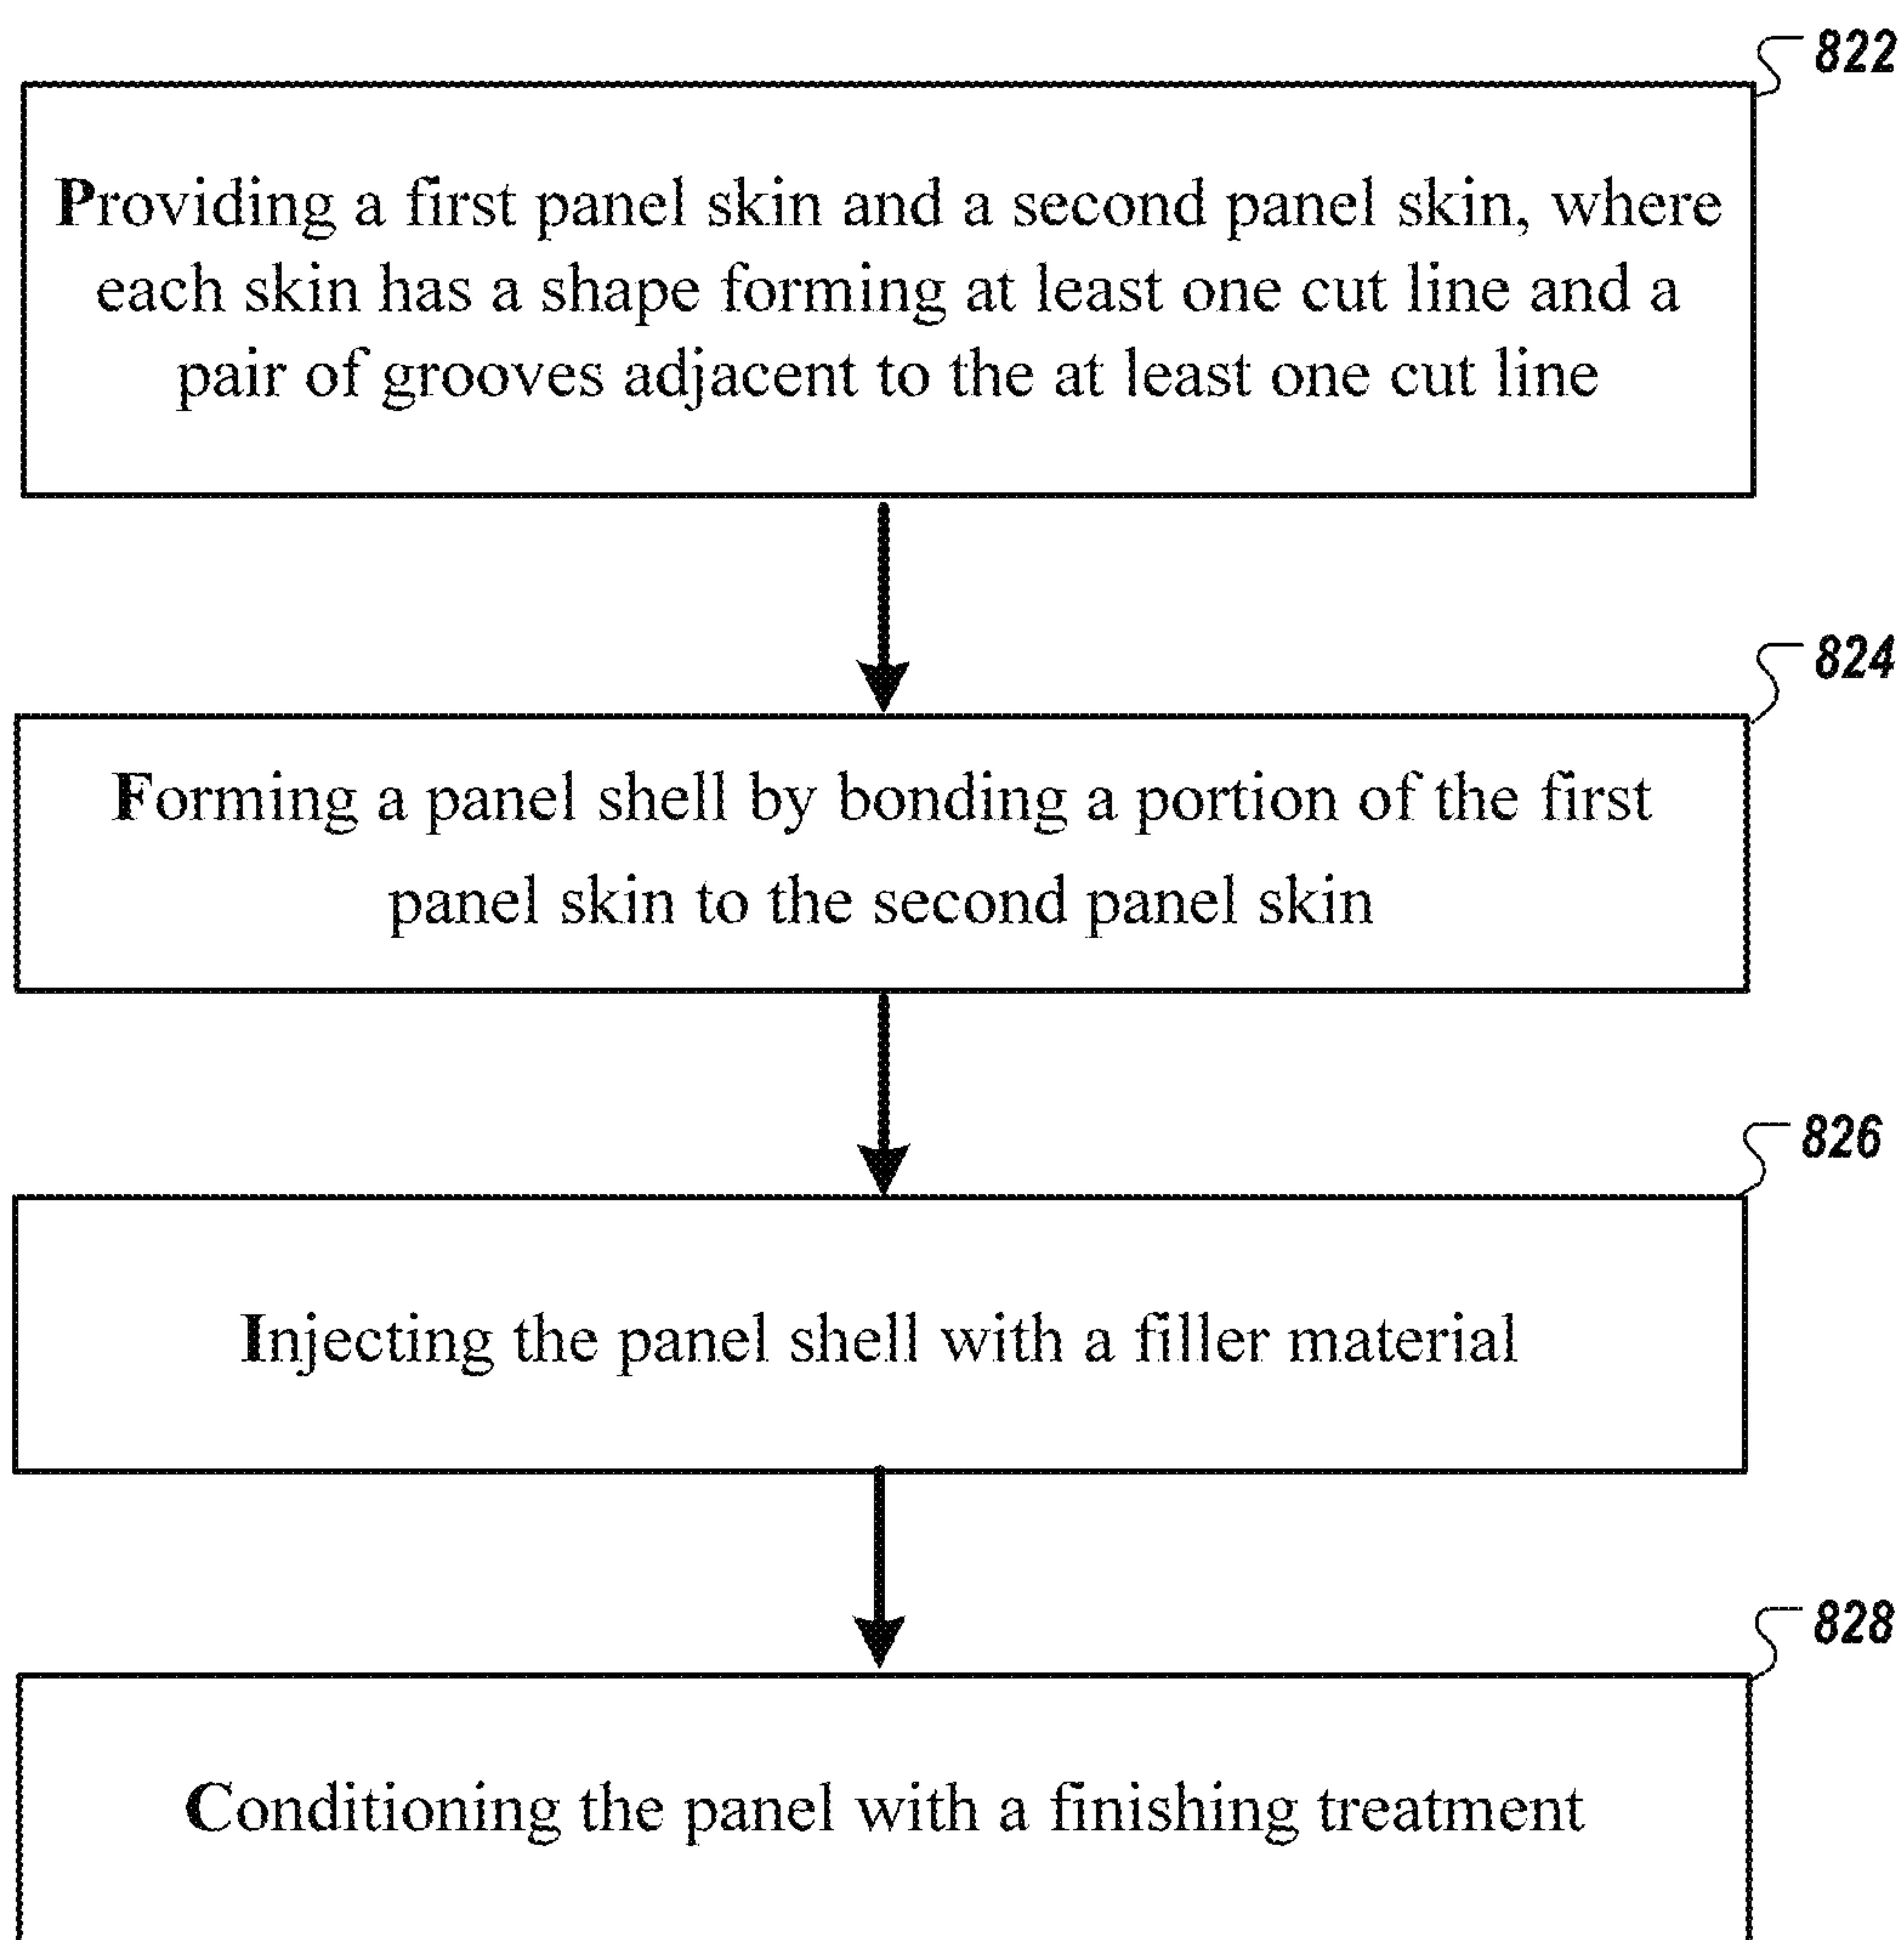 822
Providing a first panel skin and a second panel skin, where
each skin has a shape forming at least one cut line and a
pair of grooves adjacent to the at least one cut line
824
Forming a panel shell by bonding a portion of the first
panel skin to the second panel skin
826
Injecting the panel shell with a filler material
828
Conditioning the panel with a finishing treatment